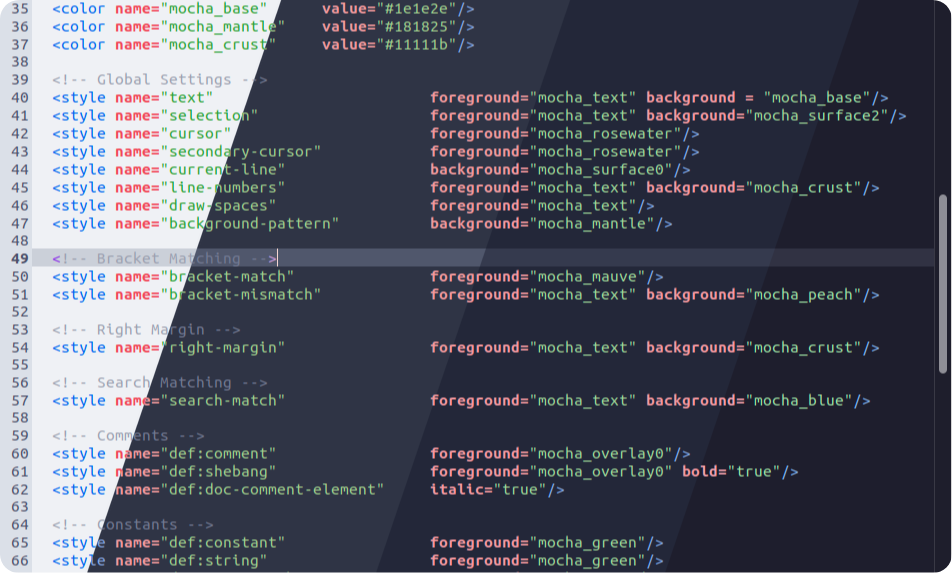 35 <color name="mocha_base" value="#1e1e2e"/>
36 <color name="mocha_mantle" value="#181825"/>
37 <color name="mocha_crust" value="#11111b"/>
38
39 <!-- Global Settings -->
40 <style name="text" foreground="mocha_text" background = "mocha_base"/>
41 <style name="selection" foreground="mocha_text" background="mocha_surface2"/>
42 <style name="cursor" foreground="mocha_rosewater"/>
43 <style name="secondary-cursor" foreground="mocha_rosewater"/>
44 <style name="current-line" background="mocha_surface0"/>
45 <style name="line-numbers" foreground="mocha_text" background="mocha_crust"/>
46 <style name="draw-spaces" foreground="mocha_text"/>
47 <style name="background-pattern" background="mocha_mantle"/>
48
49 <!-- Bracket Matching -->
50 <style name="bracket-match" foreground="mocha_mauve"/>
51 <style name="bracket-mismatch" foreground="mocha_text" background="mocha_peach"/>
52
53 <!-- Right Margin -->
54 <style name="right-margin" foreground="mocha_text" background="mocha_crust"/>
55
56 <!-- Search Matching -->
57 <style name="search-match" foreground="mocha_text" background="mocha_blue"/>
58
59 <!-- Comments -->
60 <style name="def:comment" foreground="mocha_overlay0"/>
61 <style name="def:shebang" foreground="mocha_overlay0" bold="true"/>
62 <style name="def:doc-comment-element" italic="true"/>
63
64 <!-- Constants -->
65 <style name="def:constant" foreground="mocha_green"/>
66 <style name="def:string" foreground="mocha_green"/>